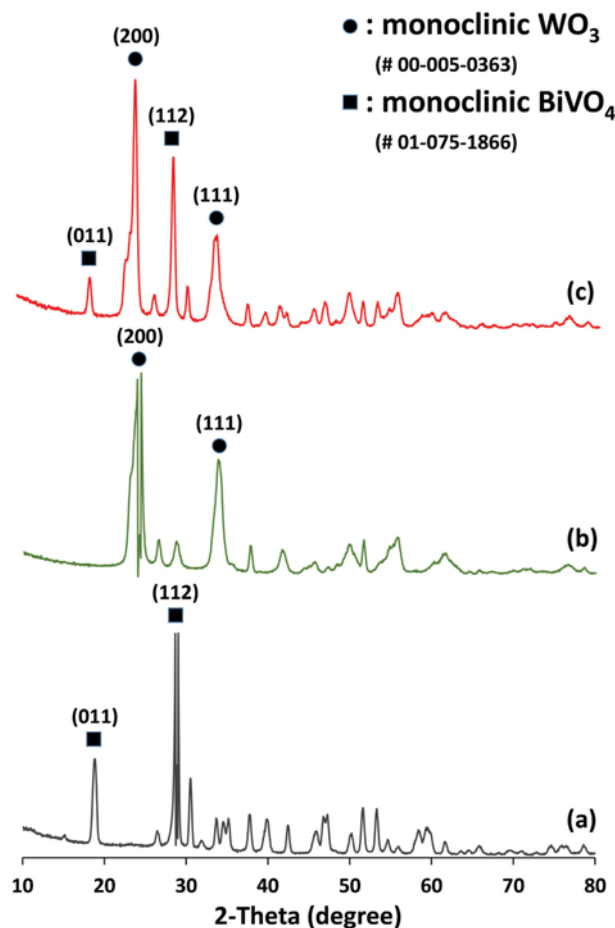 ● : monoclinic WO₃
(# 00-005-0363)
■ : monoclinic BiVO₄
(# 01-075-1866)
(200)
(112)
(111)
(011)
(c)
(200)
(111)
(b)
(112)
(011)
(a)
10 20 30 40 50 60 70 80
2-Theta (degree)